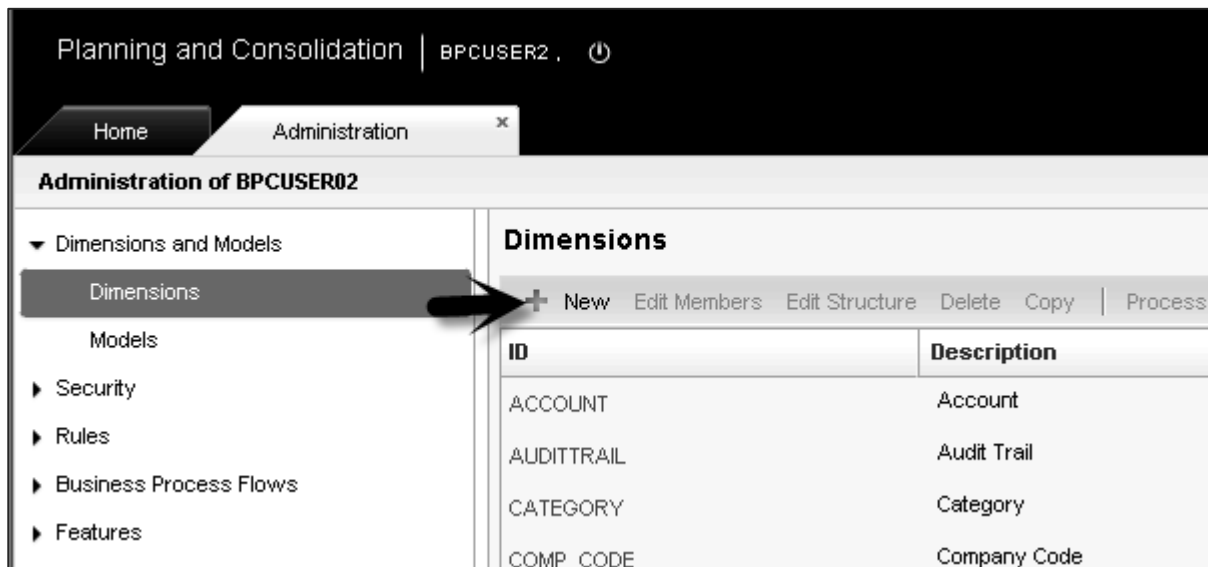 Planning and Consolidation | BPCUSER2,
Home Administration ×
Administration of BPCUSER02
Dimensions and Models
Dimensions
Models
Security
Rules
Business Process Flows
Features
Dimensions
New Edit Members Edit Structure Delete Copy | Process
ID Description
ACCOUNT Account
AUDITTRAIL Audit Trail
CATEGORY Category
COMP_CODE Company Code